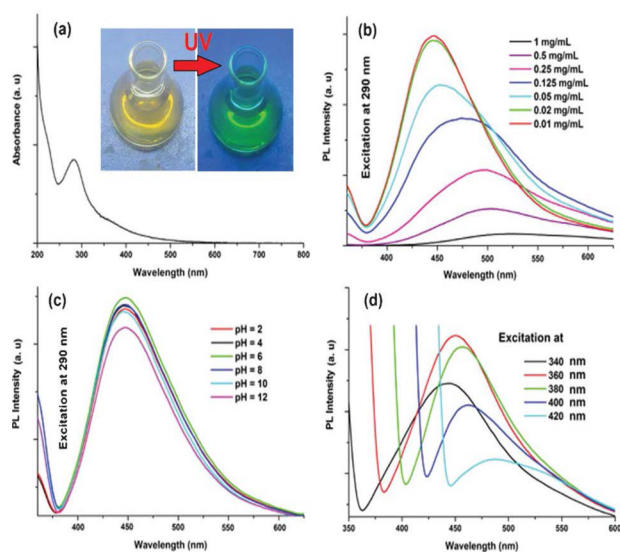 (a)
UV
Absorbance (a. u)
200 300 400 500 600 700 800
Wavelength (nm)
(b)
1 mg/mL
0.5 mg/mL
0.25 mg/mL
0.125 mg/mL
0.05 mg/mL
0.02 mg/mL
0.01 mg/mL
PL Intensity (a. u)
Excitation at 290 nm
400 450 500 550 600
Wavelength (nm)
(c)
pH = 2
pH = 4
pH = 6
pH = 8
pH = 10
pH = 12
PL Intensity (a. u)
Excitation at 290 nm
400 450 500 550 600
Wavelength (nm)
(d)
Excitation at
340 nm
360 nm
380 nm
400 nm
420 nm
PL Intensity (a. u)
350 400 450 500 550 600
Wavelength (nm)